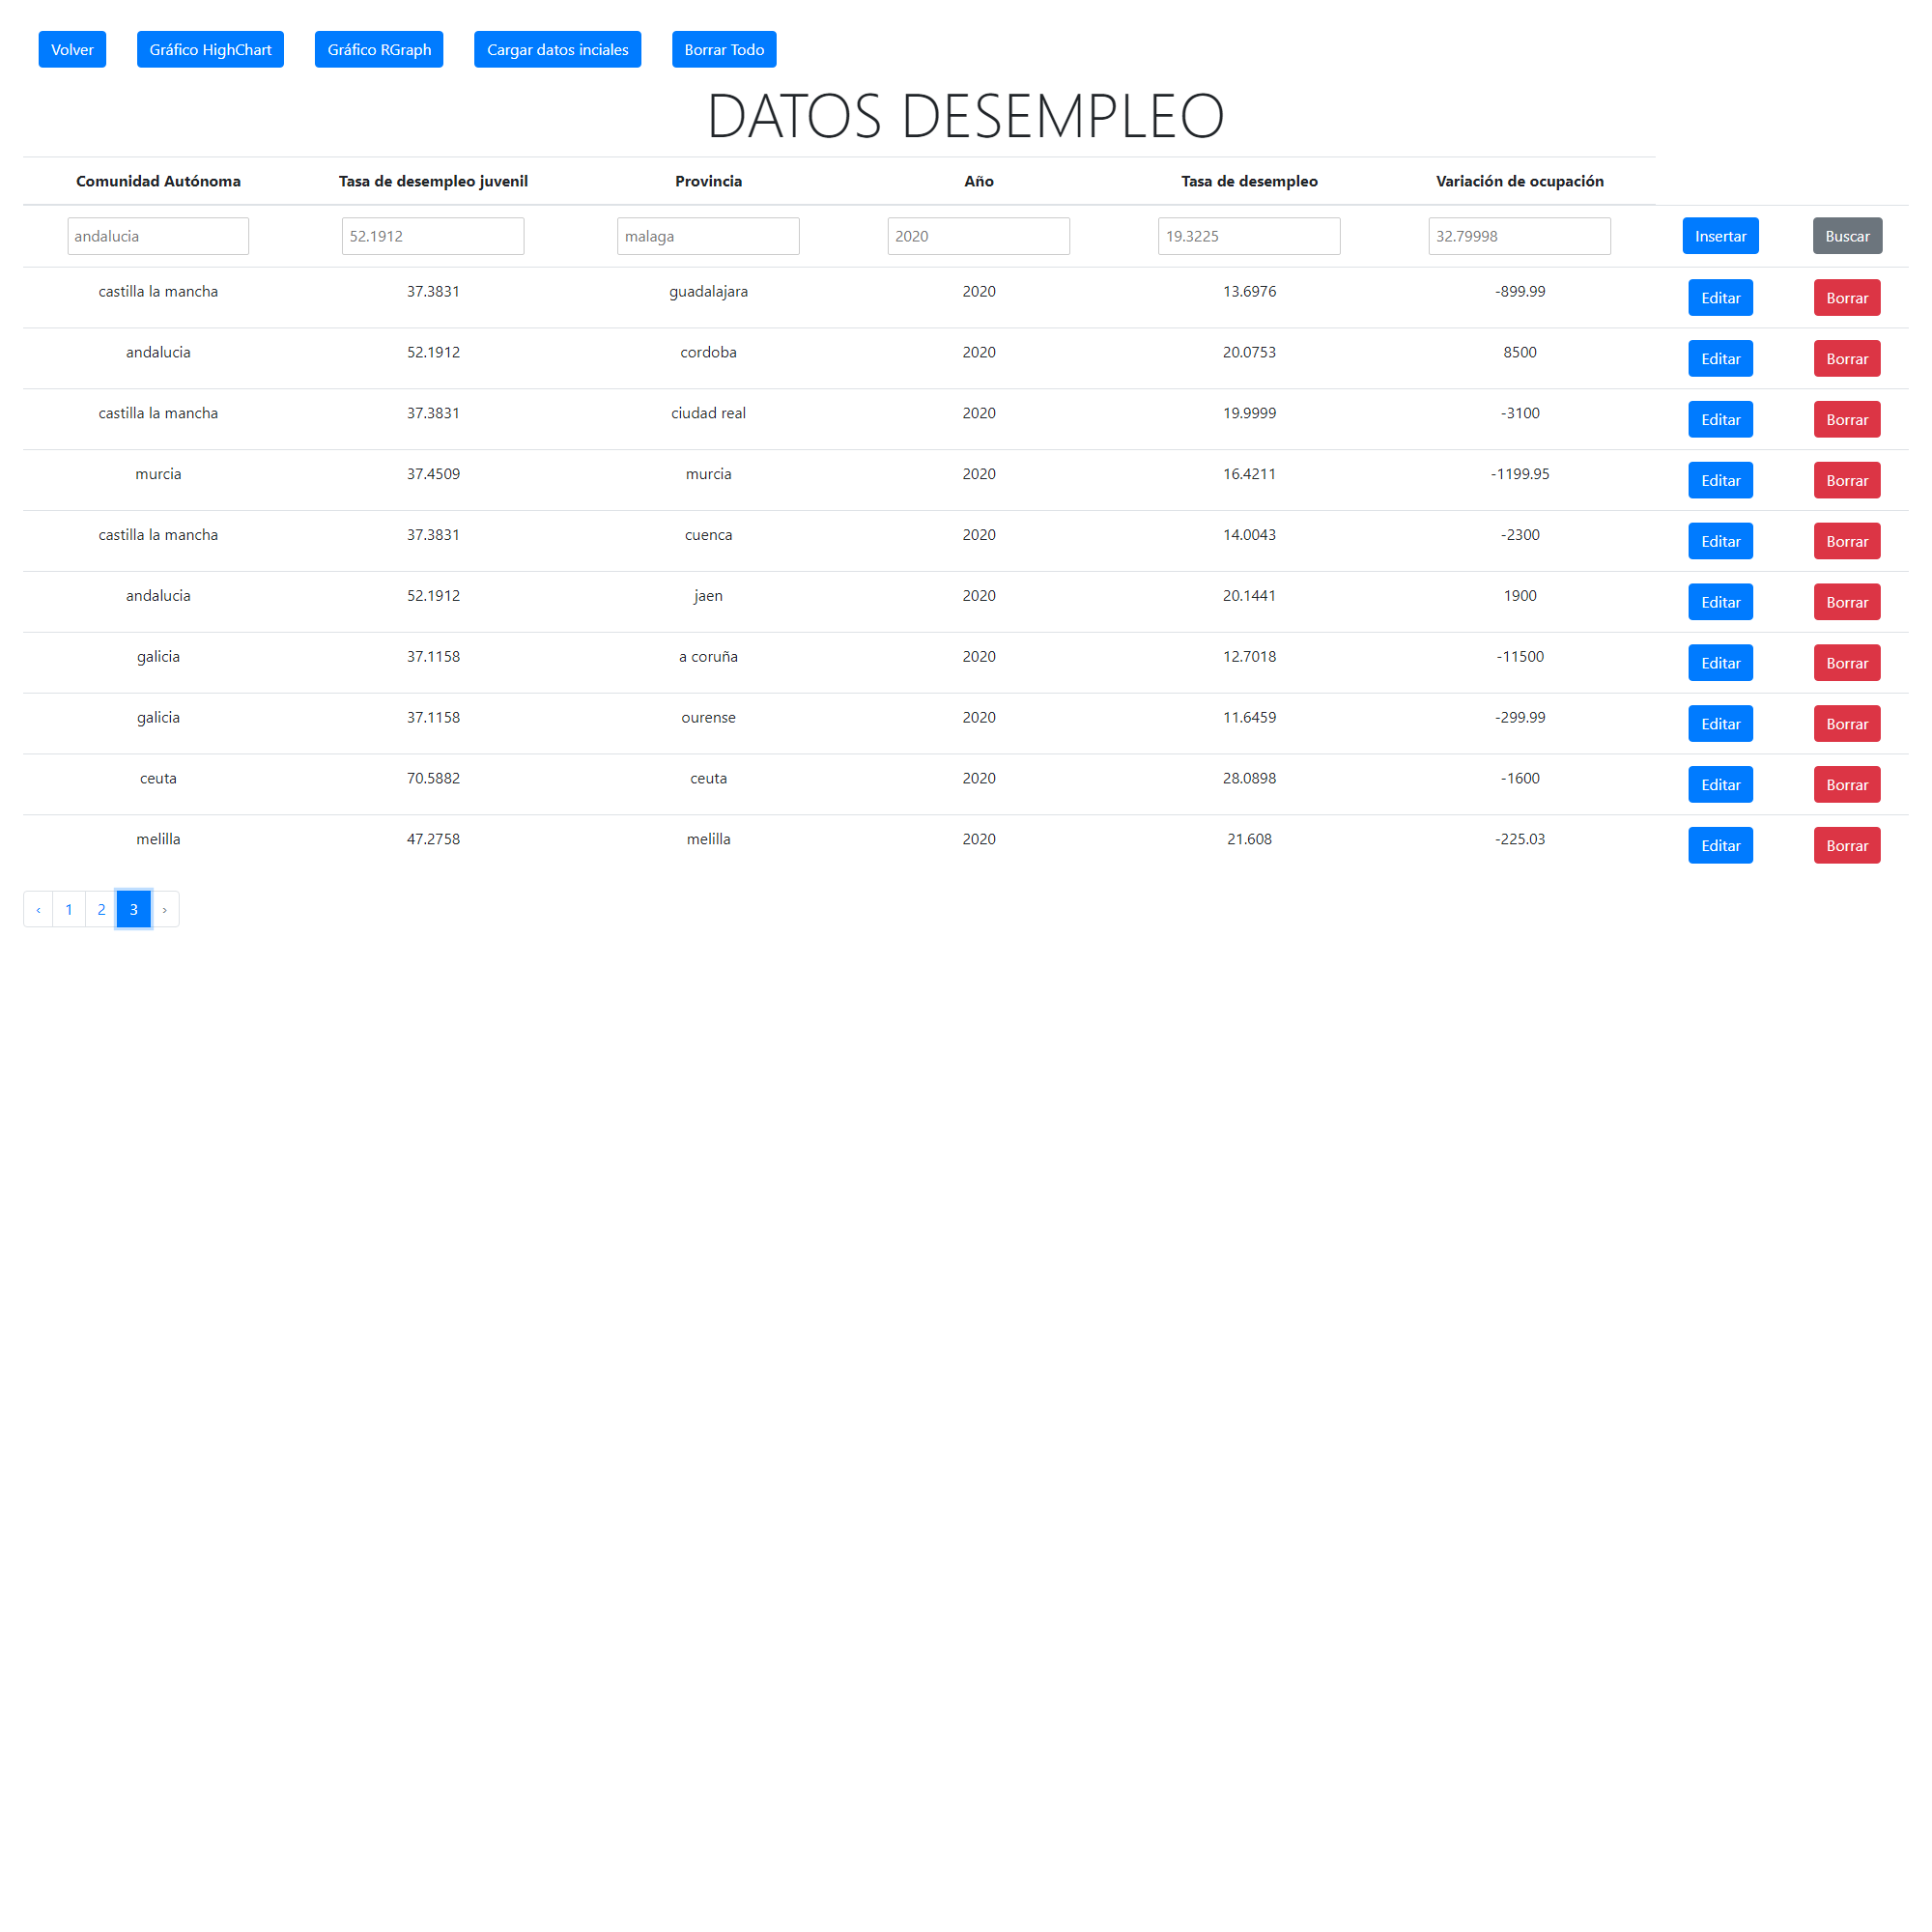 Volver Gráfico HighChart Gráfico RGraph Cargar datos inciales Borrar Todo
DATOS DESEMPLEO
Comunidad Autónoma Tasa de desempleo juvenil Provincia Año Tasa de desempleo Variación de ocupación
andalucia 52.1912 malaga 2020 19.3225 32.79998 Insertar Buscar
castilla la mancha 37.3831 guadalajara 2020 13.6976 -899.99 Editar Borrar
andalucia 52.1912 cordoba 2020 20.0753 8500 Editar Borrar
castilla la mancha 37.3831 ciudad real 2020 19.9999 -3100 Editar Borrar
murcia 37.4509 murcia 2020 16.4211 -1199.95 Editar Borrar
castilla la mancha 37.3831 cuenca 2020 14.0043 -2300 Editar Borrar
andalucia 52.1912 jaen 2020 20.1441 1900 Editar Borrar
galicia 37.1158 a coruña 2020 12.7018 -11500 Editar Borrar
galicia 37.1158 ourense 2020 11.6459 -299.99 Editar Borrar
ceuta 70.5882 ceuta 2020 28.0898 -1600 Editar Borrar
melilla 47.2758 melilla 2020 21.608 -225.03 Editar Borrar
‹ 1 2 3 ›